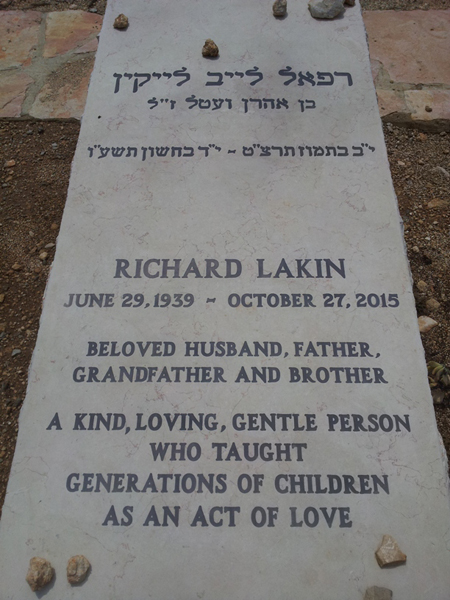 רפאל לייב לייקין
בן אהרן ועטל ז״ל
י״ב בתמוז תרצ״ט - י״ד בחשון תשע״ו
RICHARD LAKIN
JUNE 29, 1939 - OCTOBER 27, 2015
BELOVED HUSBAND, FATHER,
GRANDFATHER AND BROTHER
A KIND, LOVING, GENTLE PERSON
WHO TAUGHT
GENERATIONS OF CHILDREN
AS AN ACT OF LOVE